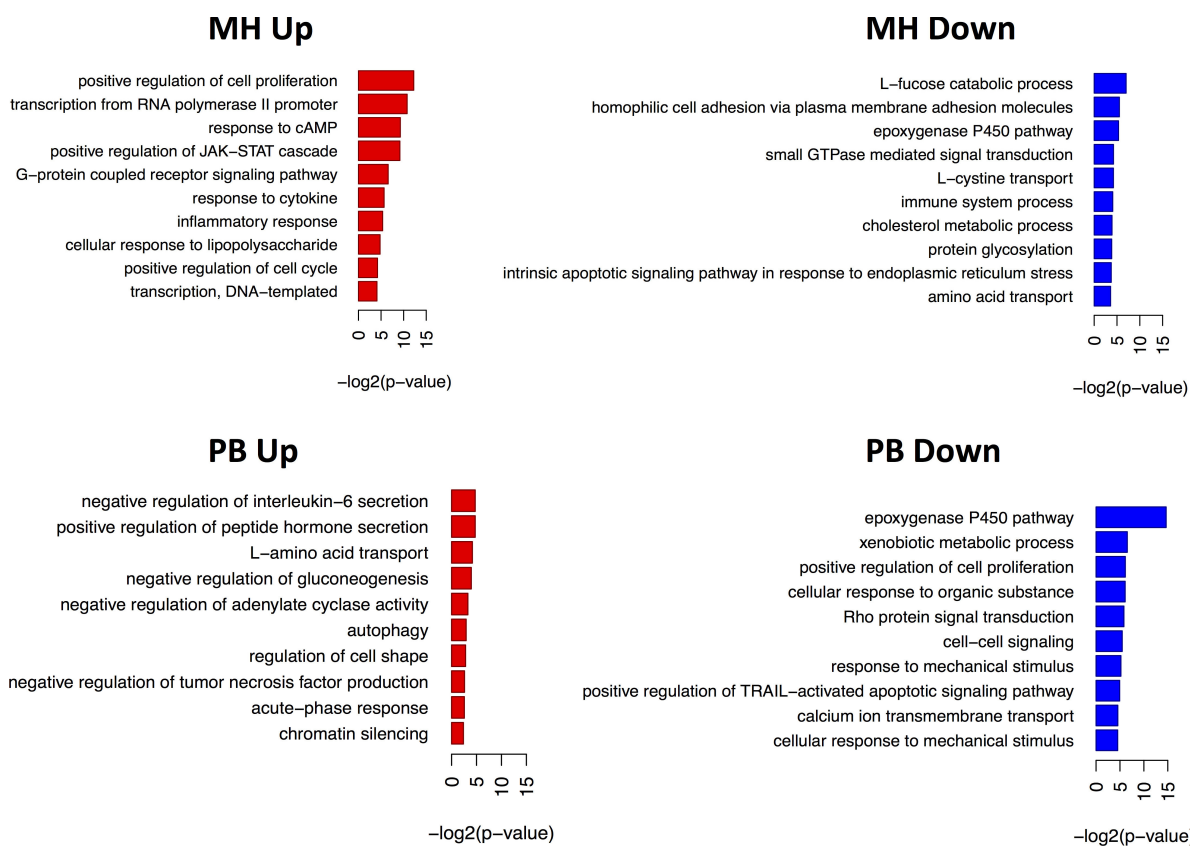 MH Up
positive regulation of cell proliferation
transcription from RNA polymerase II promoter
response to cAMP
positive regulation of JAK−STAT cascade
G−protein coupled receptor signaling pathway
response to cytokine
inflammatory response
cellular response to lipopolysaccharide
positive regulation of cell cycle
transcription, DNA−templated
0 5 10 15
−log2(p−value)
MH Down
L−fucose catabolic process
homophilic cell adhesion via plasma membrane adhesion molecules
epoxygenase P450 pathway
small GTPase mediated signal transduction
L−cystine transport
immune system process
cholesterol metabolic process
protein glycosylation
intrinsic apoptotic signaling pathway in response to endoplasmic reticulum stress
amino acid transport
0 5 10 15
−log2(p−value)
PB Up
negative regulation of interleukin−6 secretion
positive regulation of peptide hormone secretion
L−amino acid transport
negative regulation of gluconeogenesis
negative regulation of adenylate cyclase activity
autophagy
regulation of cell shape
negative regulation of tumor necrosis factor production
acute−phase response
chromatin silencing
0 5 10 15
−log2(p−value)
PB Down
epoxygenase P450 pathway
xenobiotic metabolic process
positive regulation of cell proliferation
cellular response to organic substance
Rho protein signal transduction
cell−cell signaling
response to mechanical stimulus
positive regulation of TRAIL−activated apoptotic signaling pathway
calcium ion transmembrane transport
cellular response to mechanical stimulus
0 5 10 15
−log2(p−value